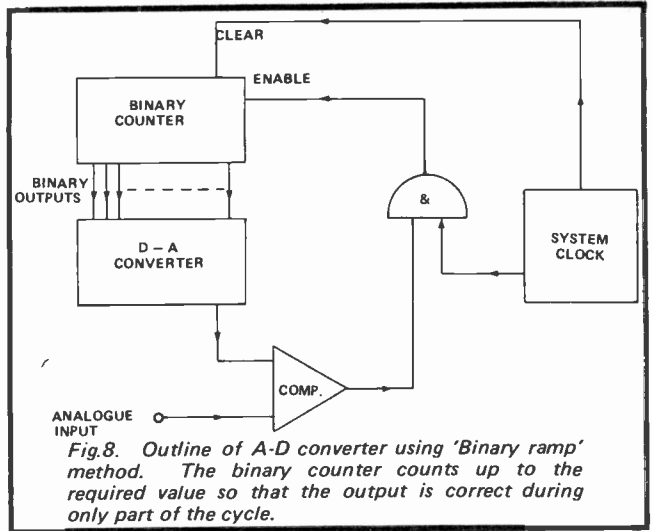 CLEAR
ENABLE
BINARY
COUNTER
BINARY
OUTPUTS
&
D – A
CONVERTER
SYSTEM
CLOCK
COMP.
ANALOGUE
INPUT
Fig.8. Outline of A-D converter using 'Binary ramp'
method. The binary counter counts up to the
required value so that the output is correct during
only part of the cycle.